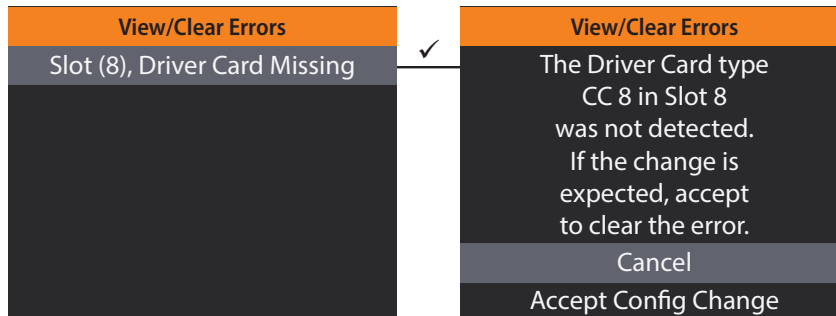 View/Clear Errors
Slot (8), Driver Card Missing
✓
View/Clear Errors
The Driver Card type
CC 8 in Slot 8
was not detected.
If the change is
expected, accept
to clear the error.
Cancel
Accept Config Change